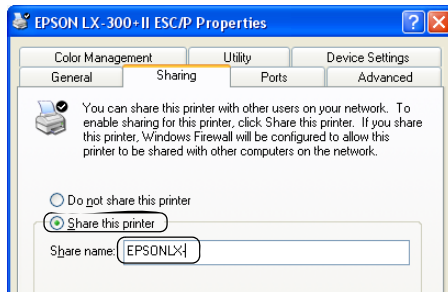 EPSON LX-300+II ESC/P Properties
Color Management Utility Device Settings
General Sharing Ports Advanced
You can share this printer with other users on your network. To
enable sharing for this printer, click Share this printer. If you share
this printer, Windows Firewall will be configured to allow this
printer to be shared with other computers on the network.
Do not share this printer
Share this printer
Share name: EPSONLX-